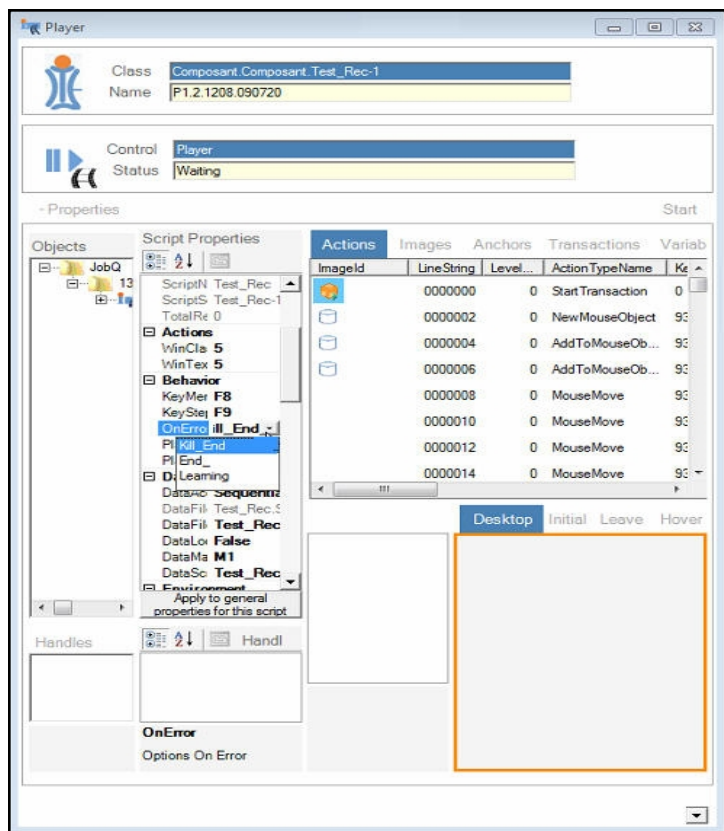 Player
Class Composant.Composant.Test_Rec-1
Name P1.2.1208.090720
Control Player
Status Waiting
- Properties Start
Objects
JobQ
13
Script Properties
ScriptN Test_Rec
ScriptS Test_Rec-1
TotalRe 0
Actions
WinCla 5
WinTex 5
Behavior
KeyMer F8
KeyStep F9
OnErro ill_End_
Kill_End
Pl End_
Learning
DataAc Sequentia
DataFil Test_Rec.S
DataFil Test_Rec
DataLo False
DataMa M1
DataSc Test_Rec
Environment
Apply to general
properties for this script
Actions Images Anchors Transactions Variab
ImageId LineString Level... ActionTypeName Ke
0000000 0 StartTransaction 0
0000002 0 NewMouseObject 93
0000004 0 AddToMouseOb... 93
0000006 0 AddToMouseOb... 93
0000008 0 MouseMove 93
0000010 0 MouseMove 93
0000012 0 MouseMove 93
0000014 0 MouseMove 93
Desktop Initial Leave Hover
Handles
Handl
OnError
Options On Error